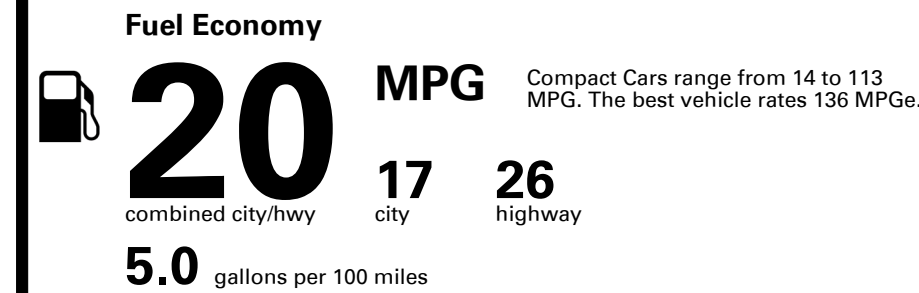 Fuel Economy
20 MPG
Compact Cars range from 14 to 113
MPG. The best vehicle rates 136 MPGe.
combined city/hwy
17
city
26
highway
5.0 gallons per 100 miles